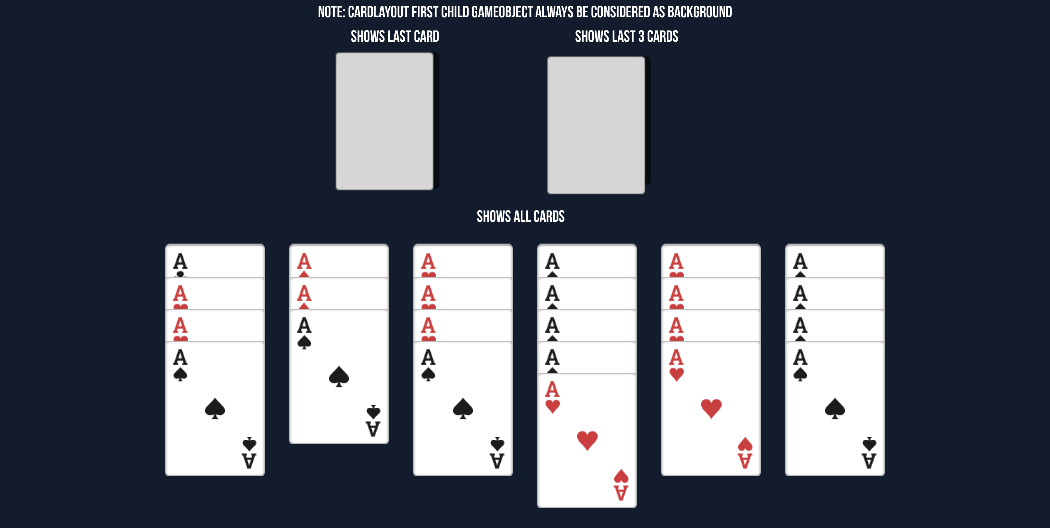 NOTE: CARDLAYOUT FIRST CHILD GAMEOBJECT ALWAYS BE CONSIDERED AS BACKGROUND
SHOWS LAST CARD
SHOWS LAST 3 CARDS
SHOWS ALL CARDS
A A A A A A
A A A A A A
A A A A A A
A A A A A
A
A
A A A A
A